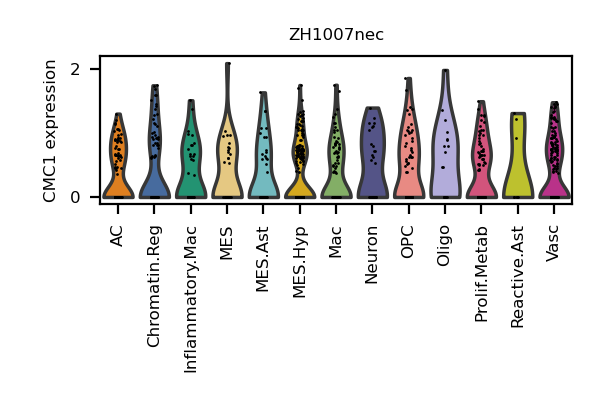 ZH1007nec
CMC1 expression
2
0
AC
Chromatin.Reg
Inflammatory.Mac
MES
MES.Ast
MES.Hyp
Mac
Neuron
OPC
Oligo
Prolif.Metab
Reactive.Ast
Vasc